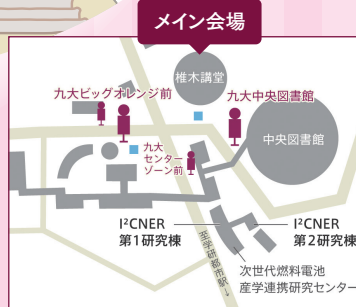 メイン会場
椎木講堂
九大ビッグオレンジ前
九大中央図書館
中央図書館
九大
センター
ゾーン前
I²CNER
第1研究棟
I²CNER
第2研究棟
至学研都市駅↓
次世代燃料電池
産学連携研究センター